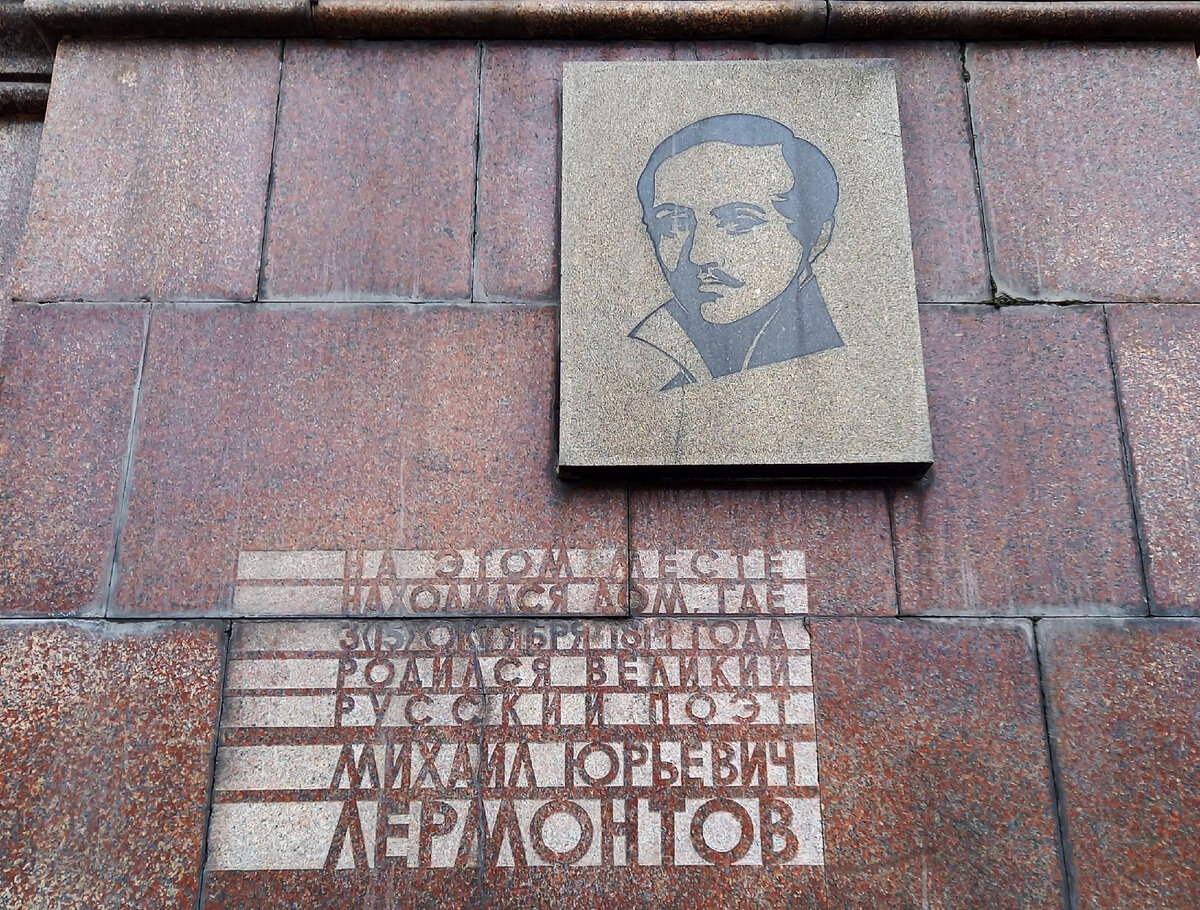 НА ЭТОМ МЕСТЕ
НАХОДИЛСЯ ДОМ, ГДЕ
3(15) ОКТЯБРЯ 1814 ГОДА
РОДИЛСЯ ВЕЛИКИЙ
РУССКИЙ ПОЭТ
МИХАИЛ ЮРЬЕВИЧ
ЛЕРМОНТОВ